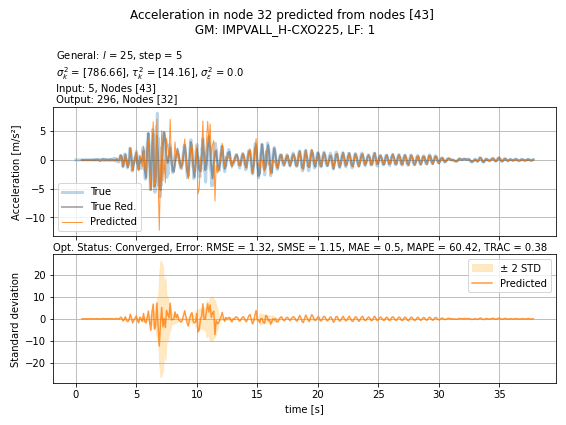 Acceleration in node 32 predicted from nodes [43]
GM: IMPVALL_H-CXO225, LF: 1
General: l = 25, step = 5
σ²ₖ = [786.66], τ²ₖ = [14.16], σ²ε = 0.0
Input: 5, Nodes [43]
Output: 296, Nodes [32]
Acceleration [m/s²]
5
0
−5
−10
True
True Red.
Predicted
Opt. Status: Converged, Error: RMSE = 1.32, SMSE = 1.15, MAE = 0.5, MAPE = 60.42, TRAC = 0.38
Standard deviation
20
10
0
−10
−20
± 2 STD
Predicted
0 5 10 15 20 25 30 35
time [s]